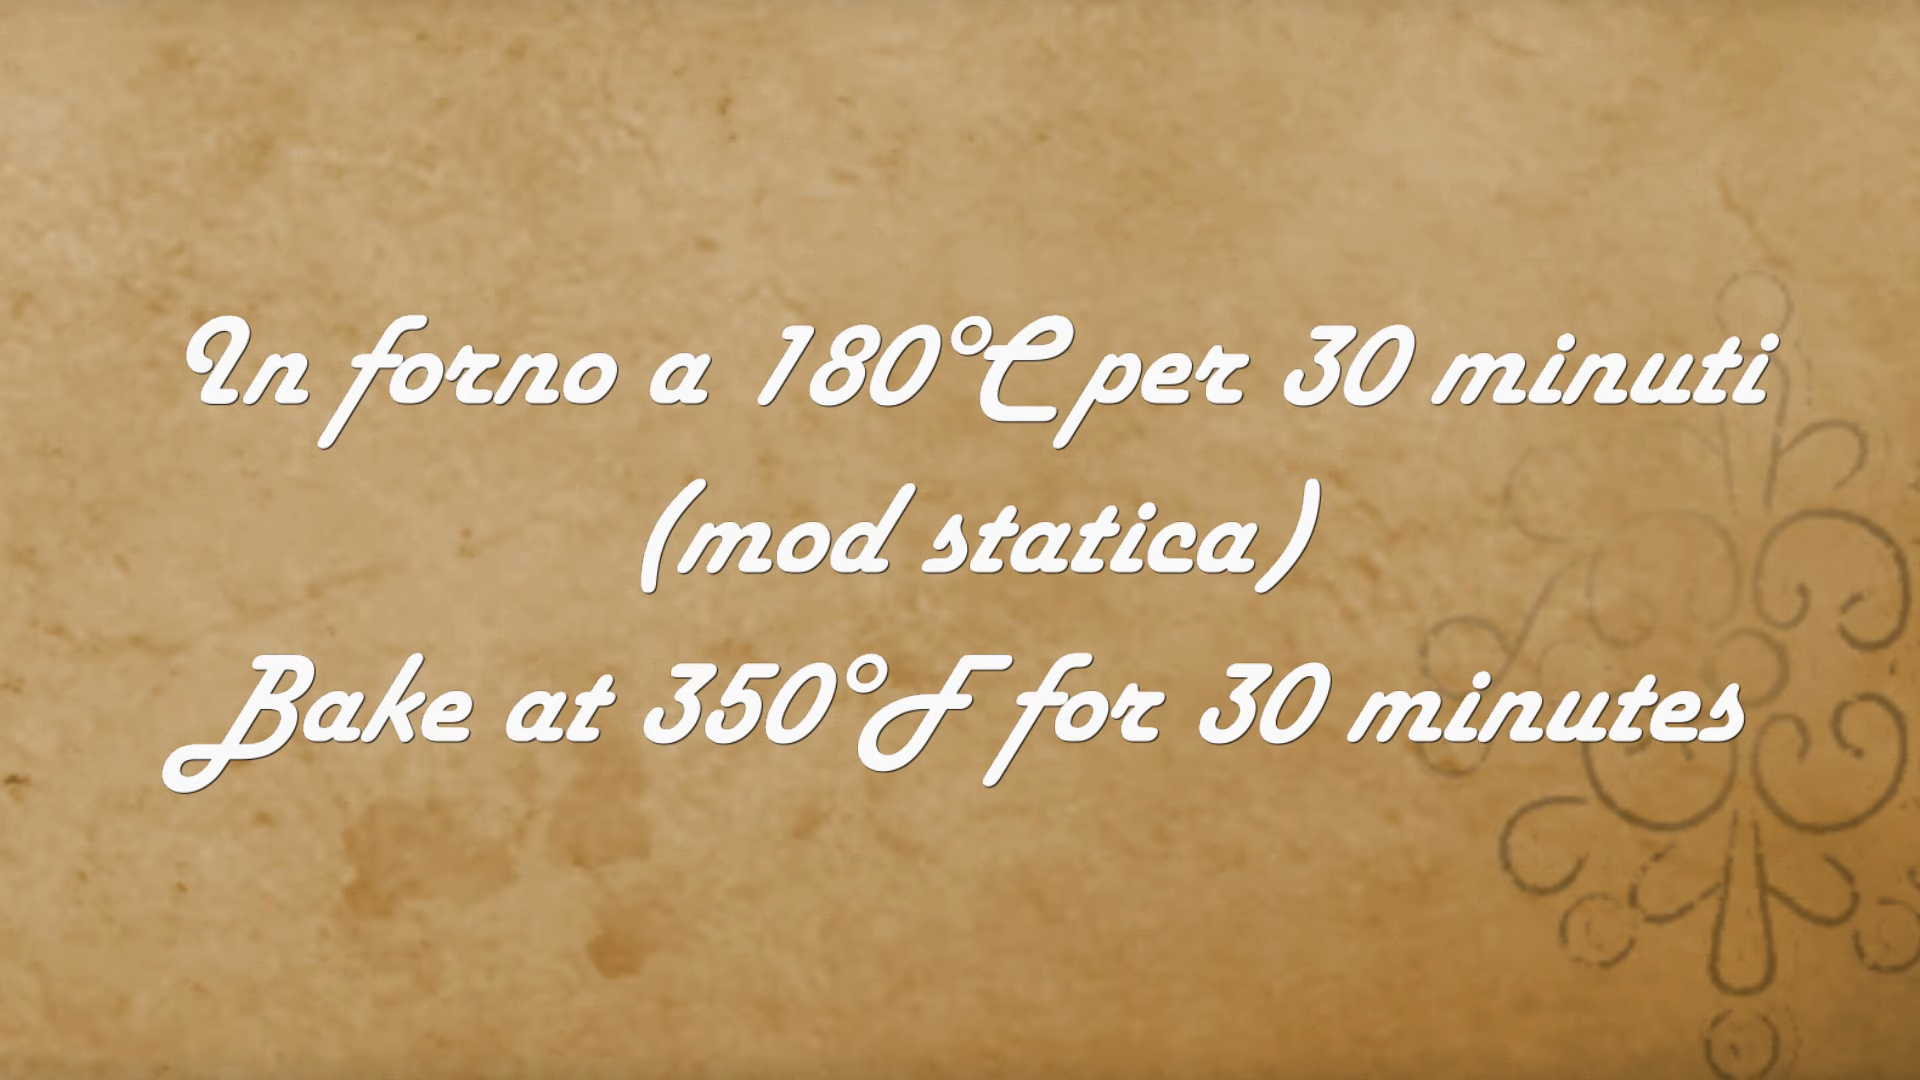 In forno a 180°C per 30 minuti
(mod statica)
Bake at 350°F for 30 minutes